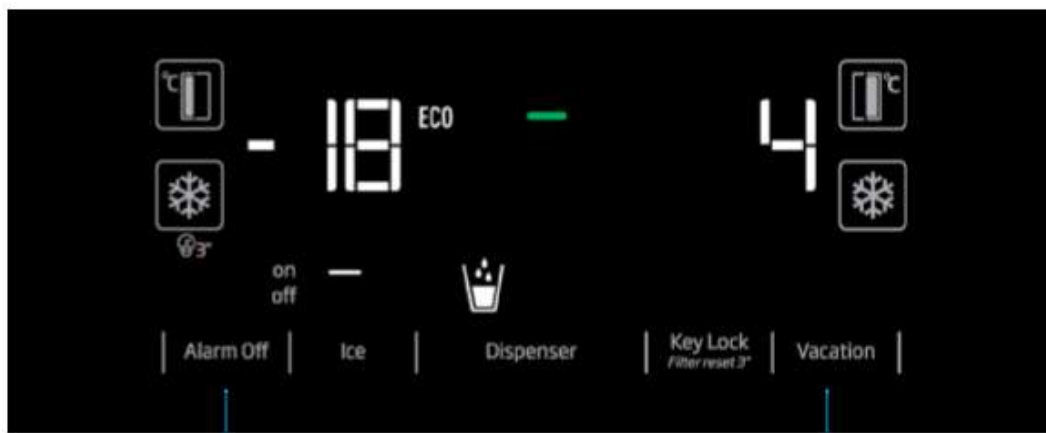 °C
°C
-18 ECO
4
3"
on
off
Alarm Off
Ice
Dispenser
Key Lock
Filter reset 3"
Vacation